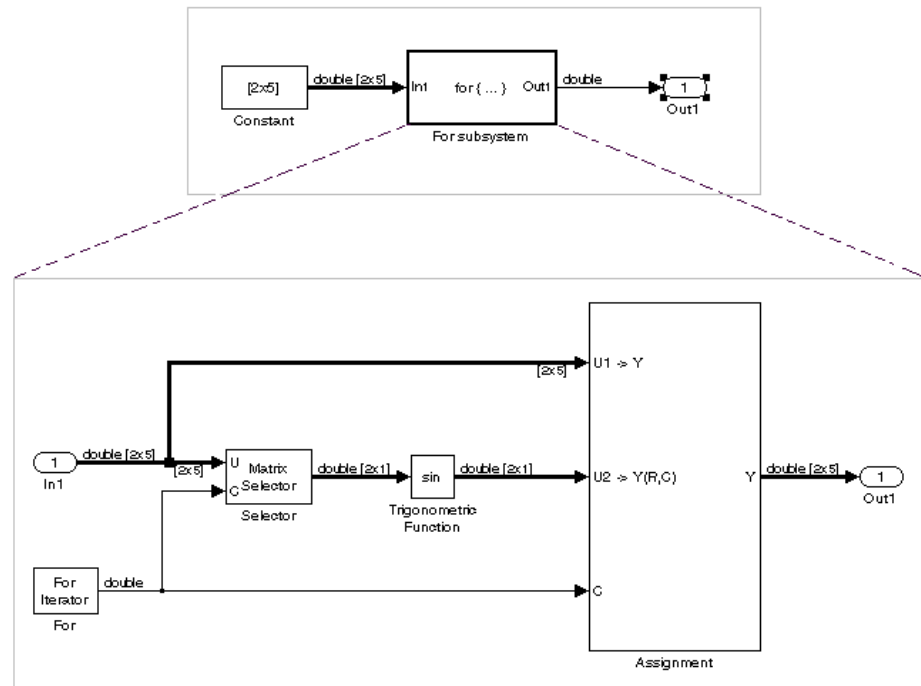 double [2x5]
double
[2x5]
In1
for { ... }
Out1
1
Constant
For subsystem
Out1
U1 -> Y
[2x5]
double [2x5]
1
In1
[2x5]
U
C
Matrix
Selector
Selector
double [2x1]
sin
Trigonometric
Function
double [2x1]
U2 -> Y(R,C)
Y
double [2x5]
1
Out1
For
Iterator
For
double
C
Assignment